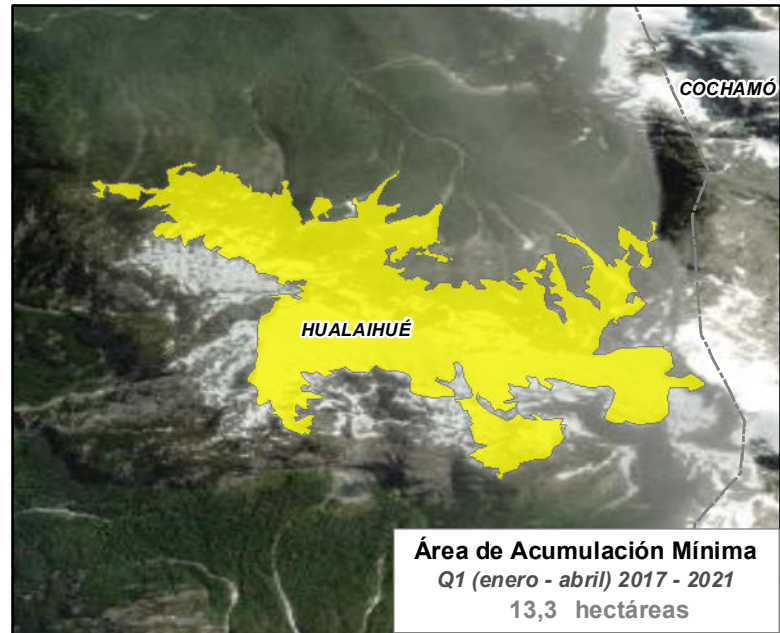 COCHAMÓ
HUALAIHUÉ
Área de Acumulación Mínima
Q1 (enero - abril) 2017 - 2021
13,3 hectáreas